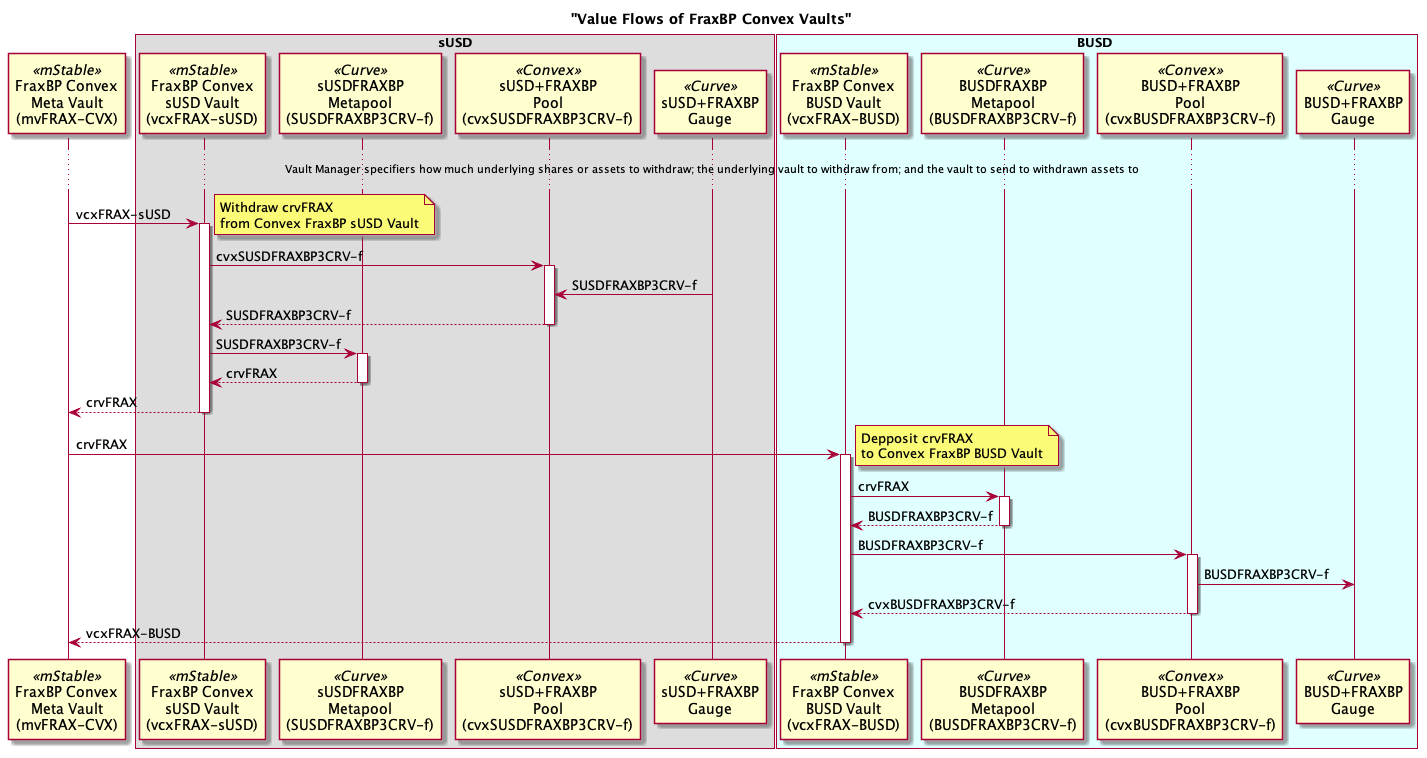 "Value Flows of FraxBP Convex Vaults"
sUSD
BUSD
«mStable»
FraxBP Convex
Meta Vault
(mvFRAX-CVX)
«mStable»
FraxBP Convex
sUSD Vault
(vcxFRAX-sUSD)
«Curve»
sUSDFRAXBP
Metapool
(SUSDFRAXBP3CRV-f)
«Convex»
sUSD+FRAXBP
Pool
(cvxSUSDFRAXBP3CRV-f)
«Curve»
sUSD+FRAXBP
Gauge
«mStable»
FraxBP Convex
BUSD Vault
(vcxFRAX-BUSD)
«Curve»
BUSDFRAXBP
Metapool
(BUSDFRAXBP3CRV-f)
«Convex»
BUSD+FRAXBP
Pool
(cvxBUSDFRAXBP3CRV-f)
«Curve»
BUSD+FRAXBP
Gauge
Vault Manager specifiers how much underlying shares or assets to withdraw; the underlying vault to withdraw from; and the vault to send to withdrawn assets to
vcxFRAX-sUSD
Withdraw crvFRAX
from Convex FraxBP sUSD Vault
cvxSUSDFRAXBP3CRV-f
SUSDFRAXBP3CRV-f
SUSDFRAXBP3CRV-f
SUSDFRAXBP3CRV-f
crvFRAX
crvFRAX
crvFRAX
Depposit crvFRAX
to Convex FraxBP BUSD Vault
crvFRAX
BUSDFRAXBP3CRV-f
BUSDFRAXBP3CRV-f
BUSDFRAXBP3CRV-f
cvxBUSDFRAXBP3CRV-f
vcxFRAX-BUSD
«mStable»
FraxBP Convex
Meta Vault
(mvFRAX-CVX)
«mStable»
FraxBP Convex
sUSD Vault
(vcxFRAX-sUSD)
«Curve»
sUSDFRAXBP
Metapool
(SUSDFRAXBP3CRV-f)
«Convex»
sUSD+FRAXBP
Pool
(cvxSUSDFRAXBP3CRV-f)
«Curve»
sUSD+FRAXBP
Gauge
«mStable»
FraxBP Convex
BUSD Vault
(vcxFRAX-BUSD)
«Curve»
BUSDFRAXBP
Metapool
(BUSDFRAXBP3CRV-f)
«Convex»
BUSD+FRAXBP
Pool
(cvxBUSDFRAXBP3CRV-f)
«Curve»
BUSD+FRAXBP
Gauge